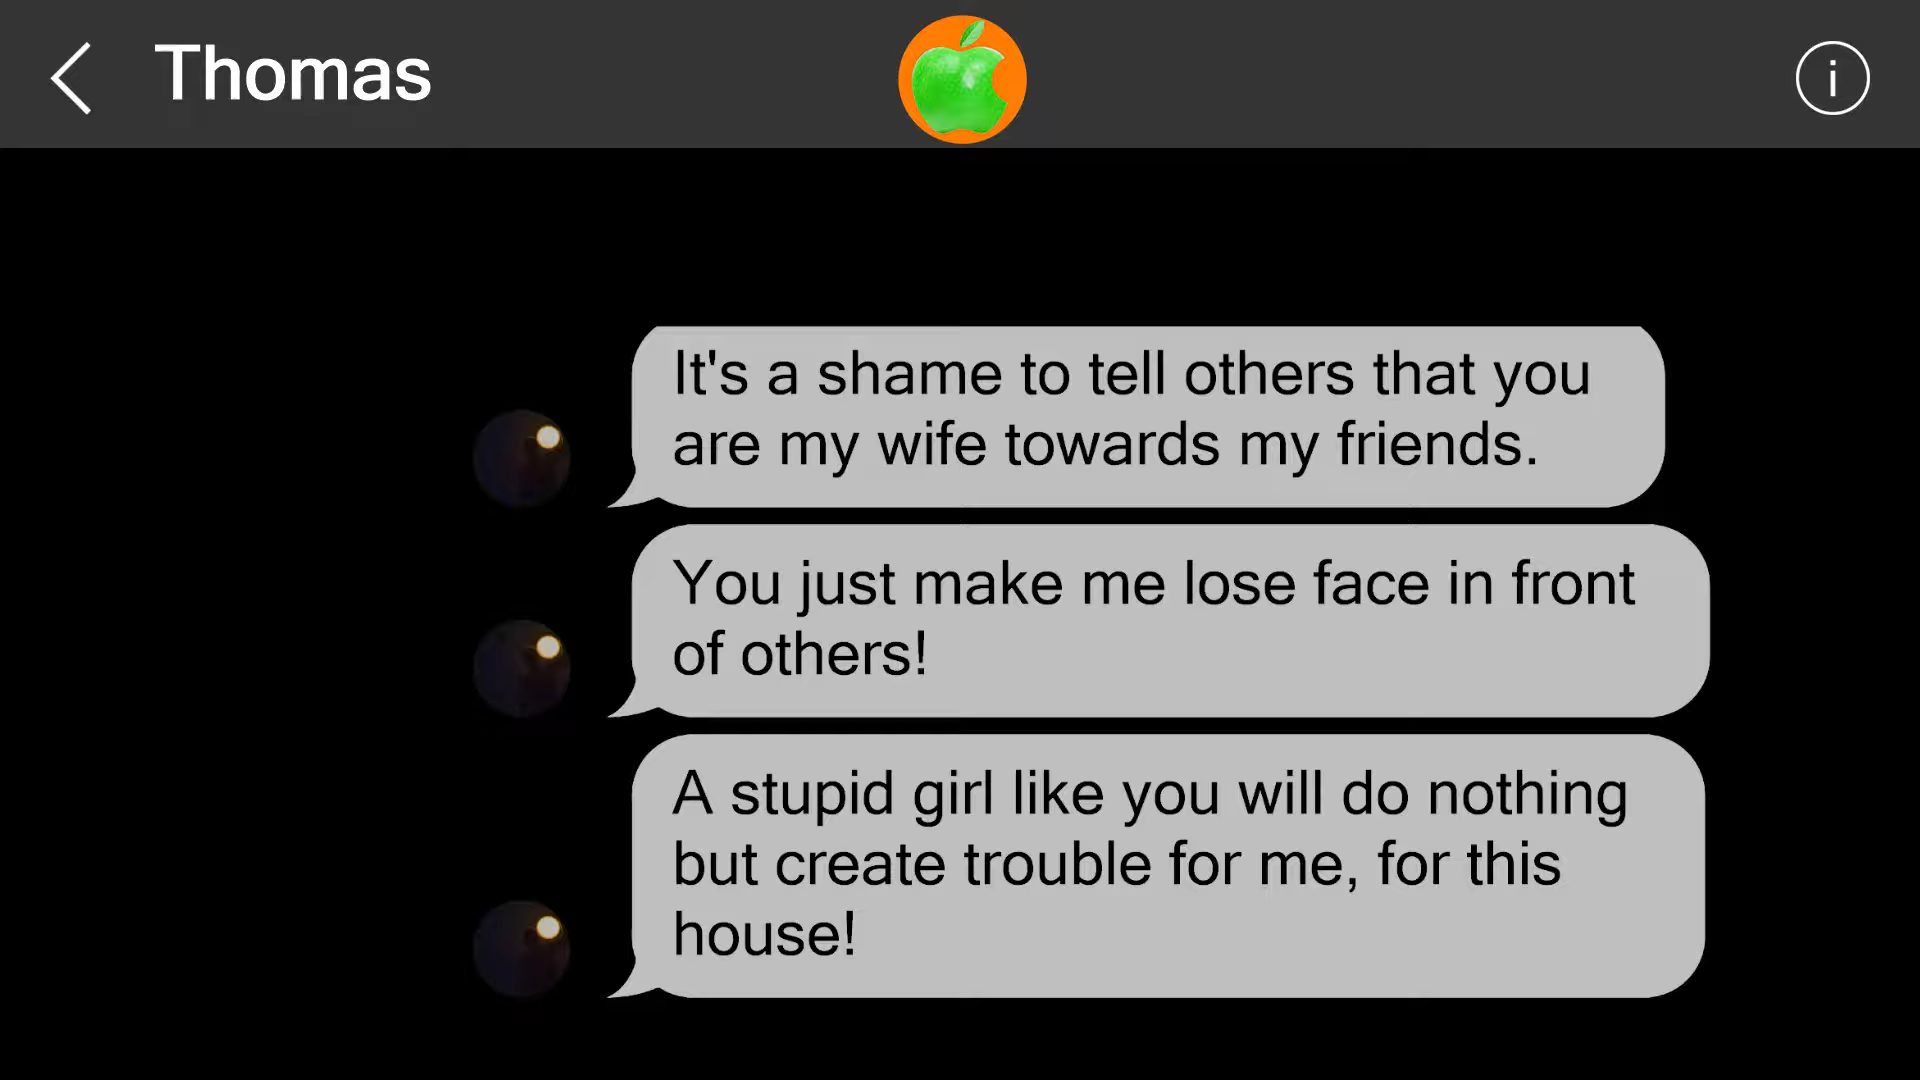 Thomas
i
It's a shame to tell others that you
are my wife towards my friends.
You just make me lose face in front
of others!
A stupid girl like you will do nothing
but create trouble for me, for this
house!